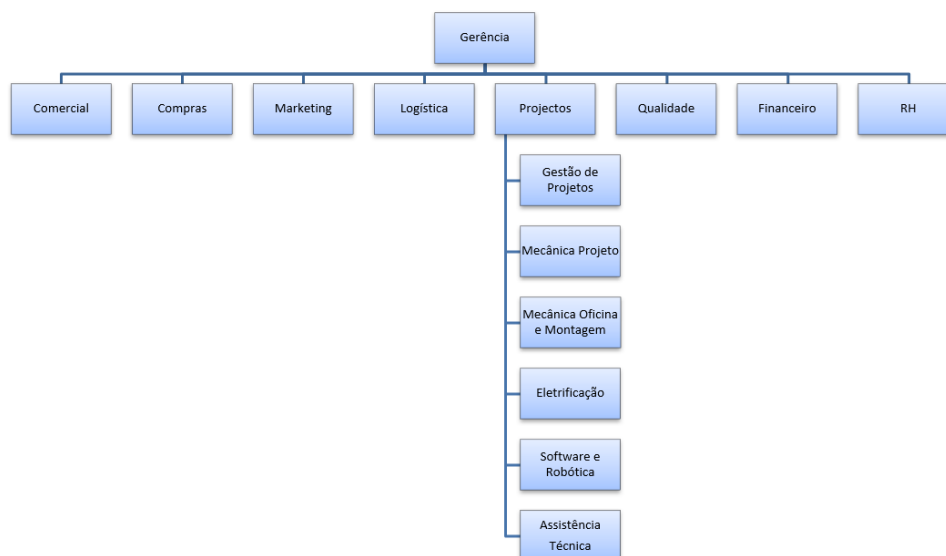 Gerência
Comercial
Compras
Marketing
Logística
Projectos
Qualidade
Financeiro
RH
Gestão de
Projetos
Mecânica Projeto
Mecânica Oficina
e Montagem
Eletrificação
Software e
Robótica
Assistência
Técnica